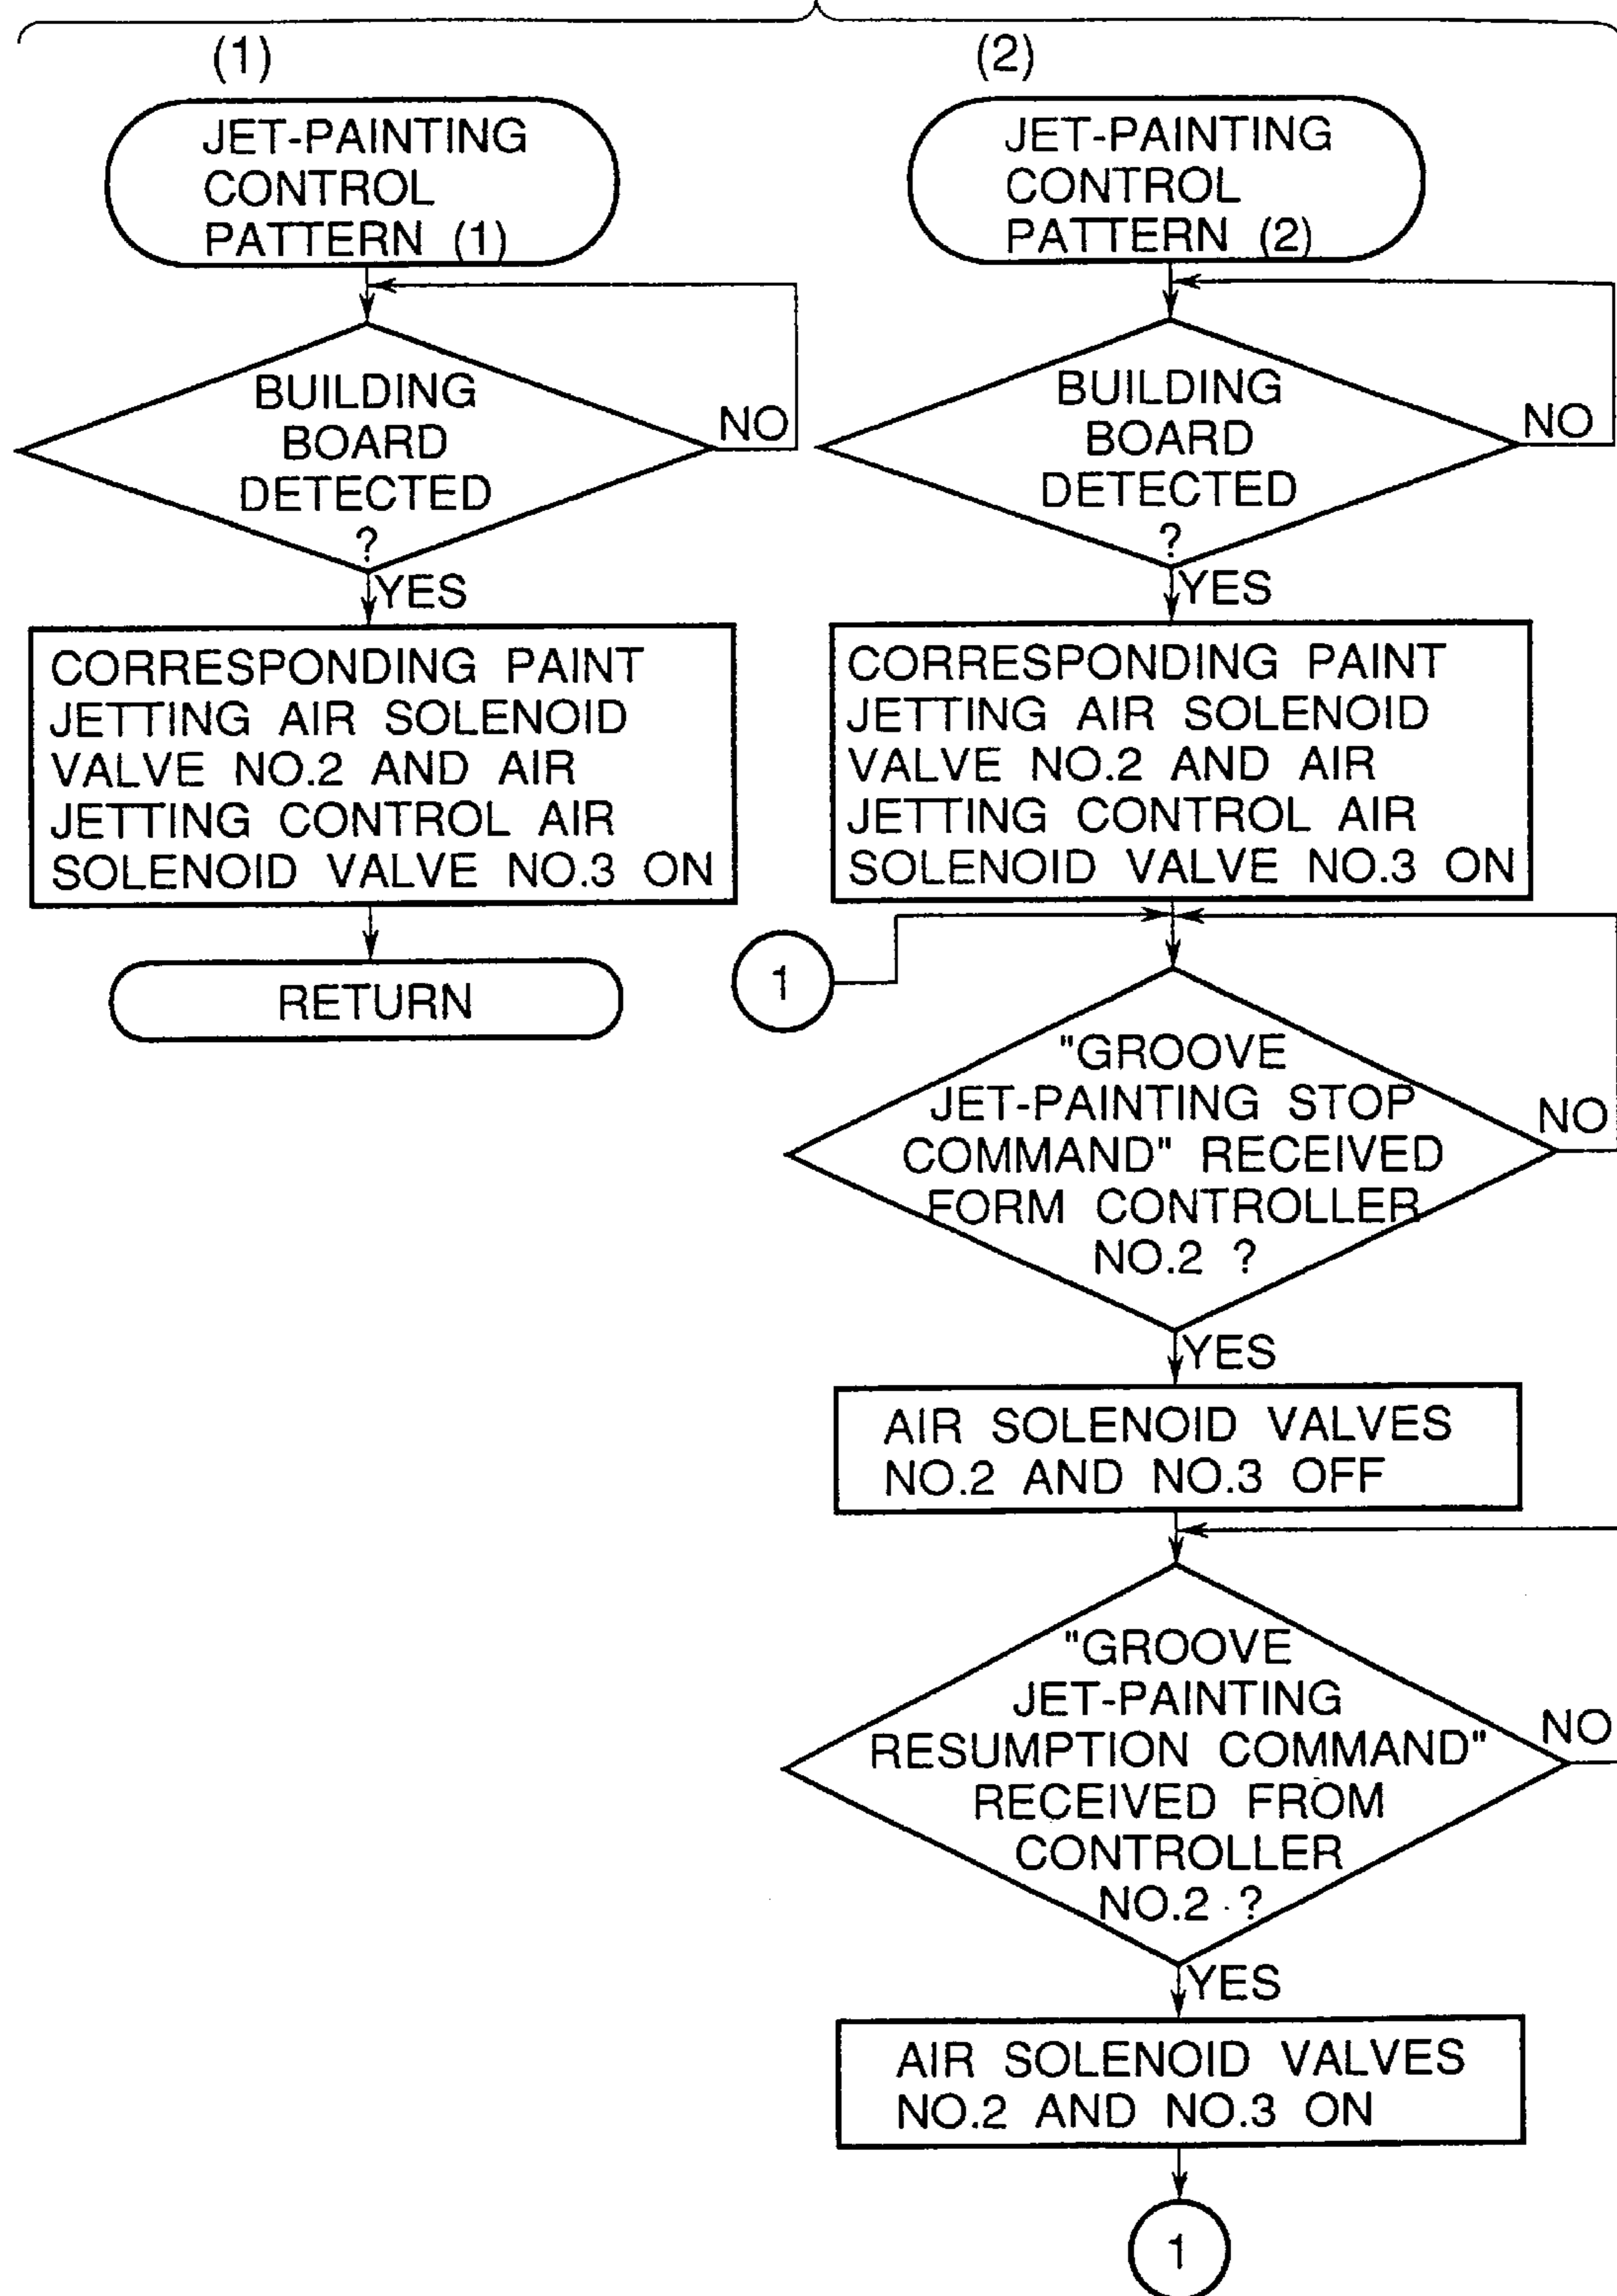 (1)
JET-PAINTING
CONTROL
PATTERN (1)
BUILDING
BOARD
DETECTED
?
NO
YES
CORRESPONDING PAINT
JETTING AIR SOLENOID
VALVE NO.2 AND AIR
JETTING CONTROL AIR
SOLENOID VALVE NO.3 ON
RETURN
(2)
JET-PAINTING
CONTROL
PATTERN (2)
BUILDING
BOARD
DETECTED
?
NO
YES
CORRESPONDING PAINT
JETTING AIR SOLENOID
VALVE NO.2 AND AIR
JETTING CONTROL AIR
SOLENOID VALVE NO.3 ON
1
"GROOVE
JET-PAINTING STOP
COMMAND" RECEIVED
FORM CONTROLLER
NO.2 ?
NO
YES
AIR SOLENOID VALVES
NO.2 AND NO.3 OFF
"GROOVE
JET-PAINTING
RESUMPTION COMMAND"
RECEIVED FROM
CONTROLLER
NO.2 ?
NO
YES
AIR SOLENOID VALVES
NO.2 AND NO.3 ON
1